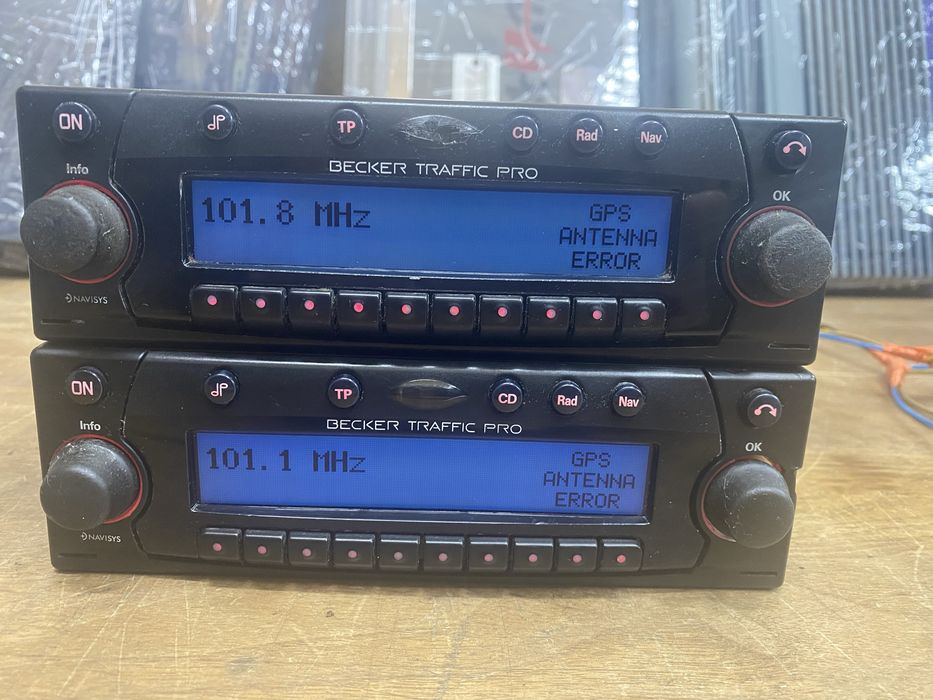 ON TP CD Rad Nav
Info
BECKER TRAFFIC PRO
OK
101.8 MHz
GPS
ANTENNA
ERROR
NAVISYS
ON TP CD Rad Nav
Info
BECKER TRAFFIC PRO
OK
101.1 MHz
GPS
ANTENNA
ERROR
NAVISYS